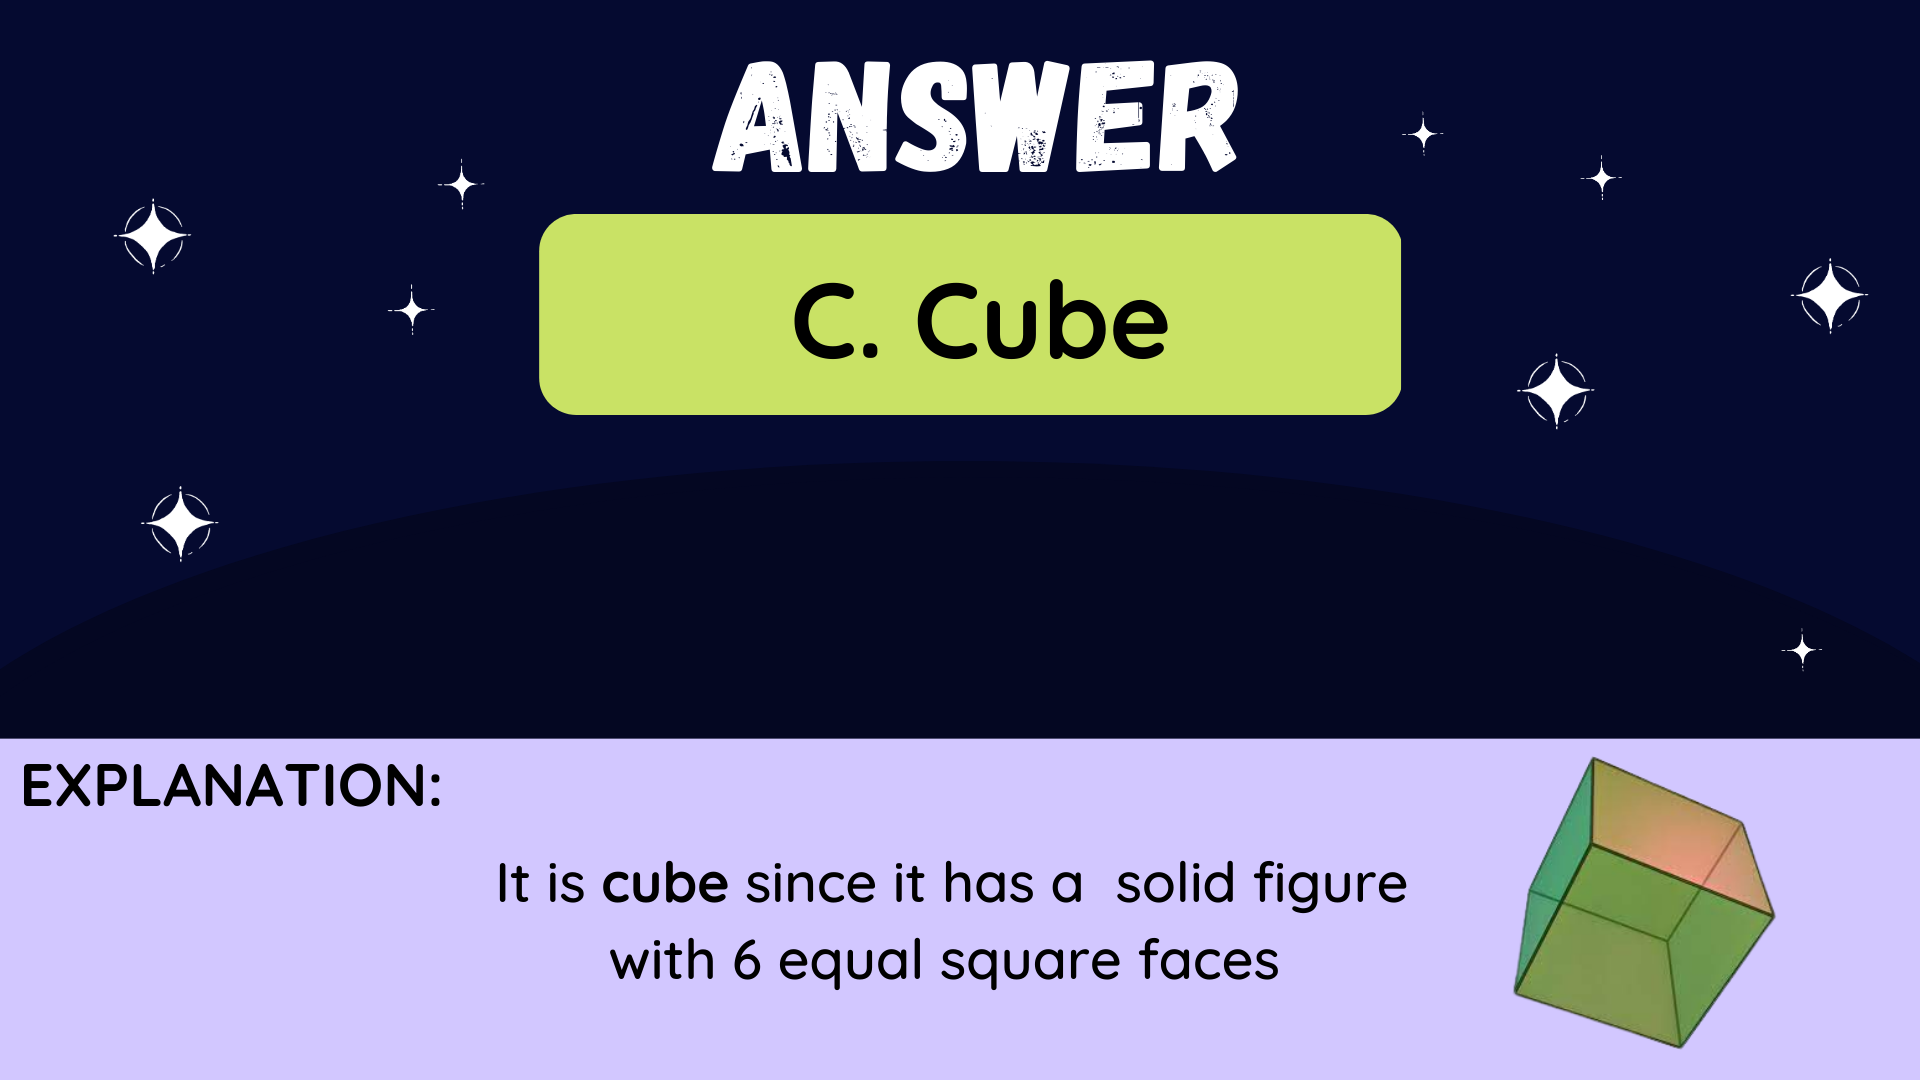 ANSWER
C. Cube
EXPLANATION:
It is cube since it has a  solid figure
with 6 equal square faces